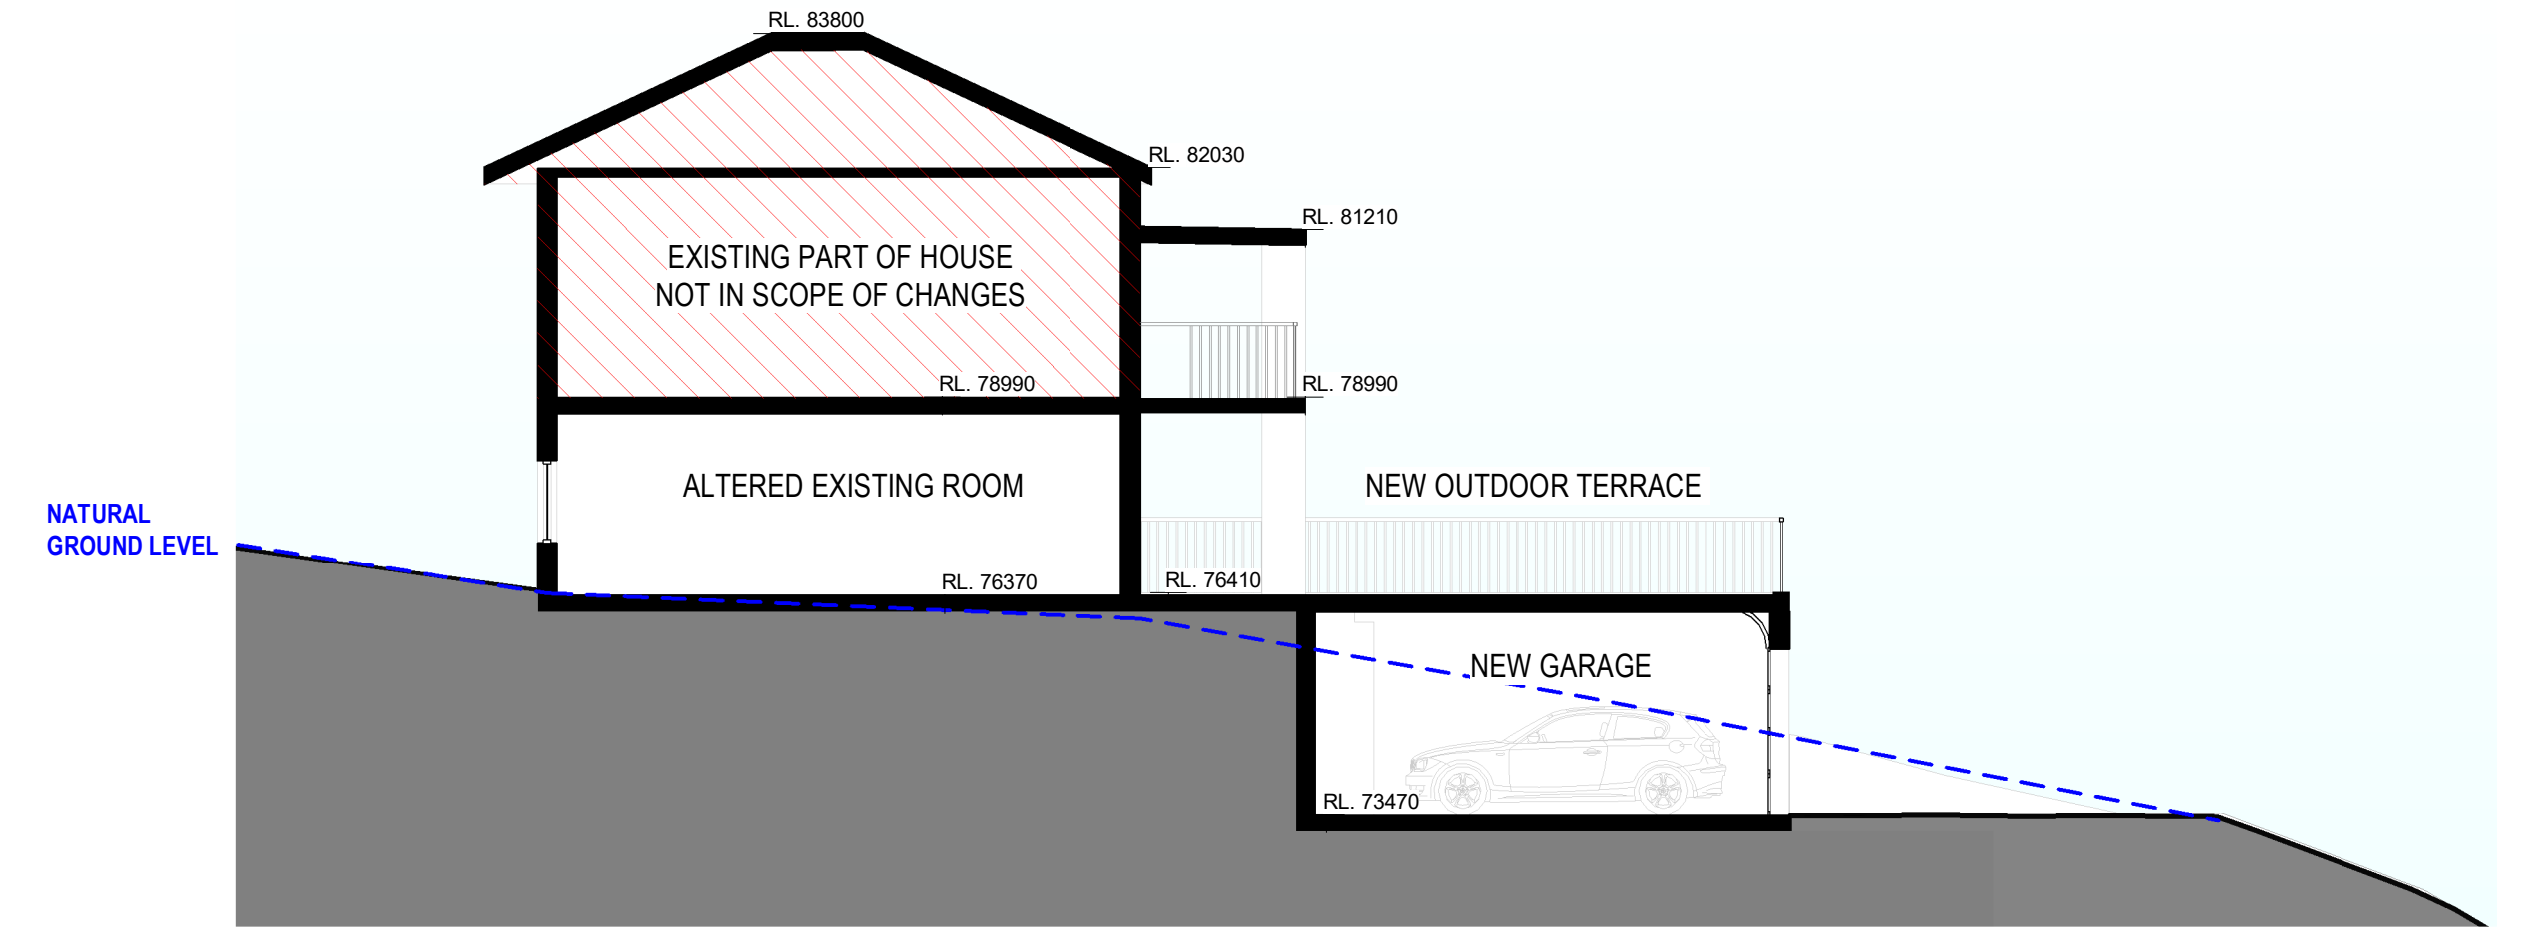 RL. 83800
RL. 82030
RL. 81210
EXISTING PART OF HOUSE
NOT IN SCOPE OF CHANGES
RL. 78990
RL. 78990
ALTERED EXISTING ROOM
NEW OUTDOOR TERRACE
NATURAL
GROUND LEVEL
RL. 76370
RL. 76410
NEW GARAGE
RL. 73470